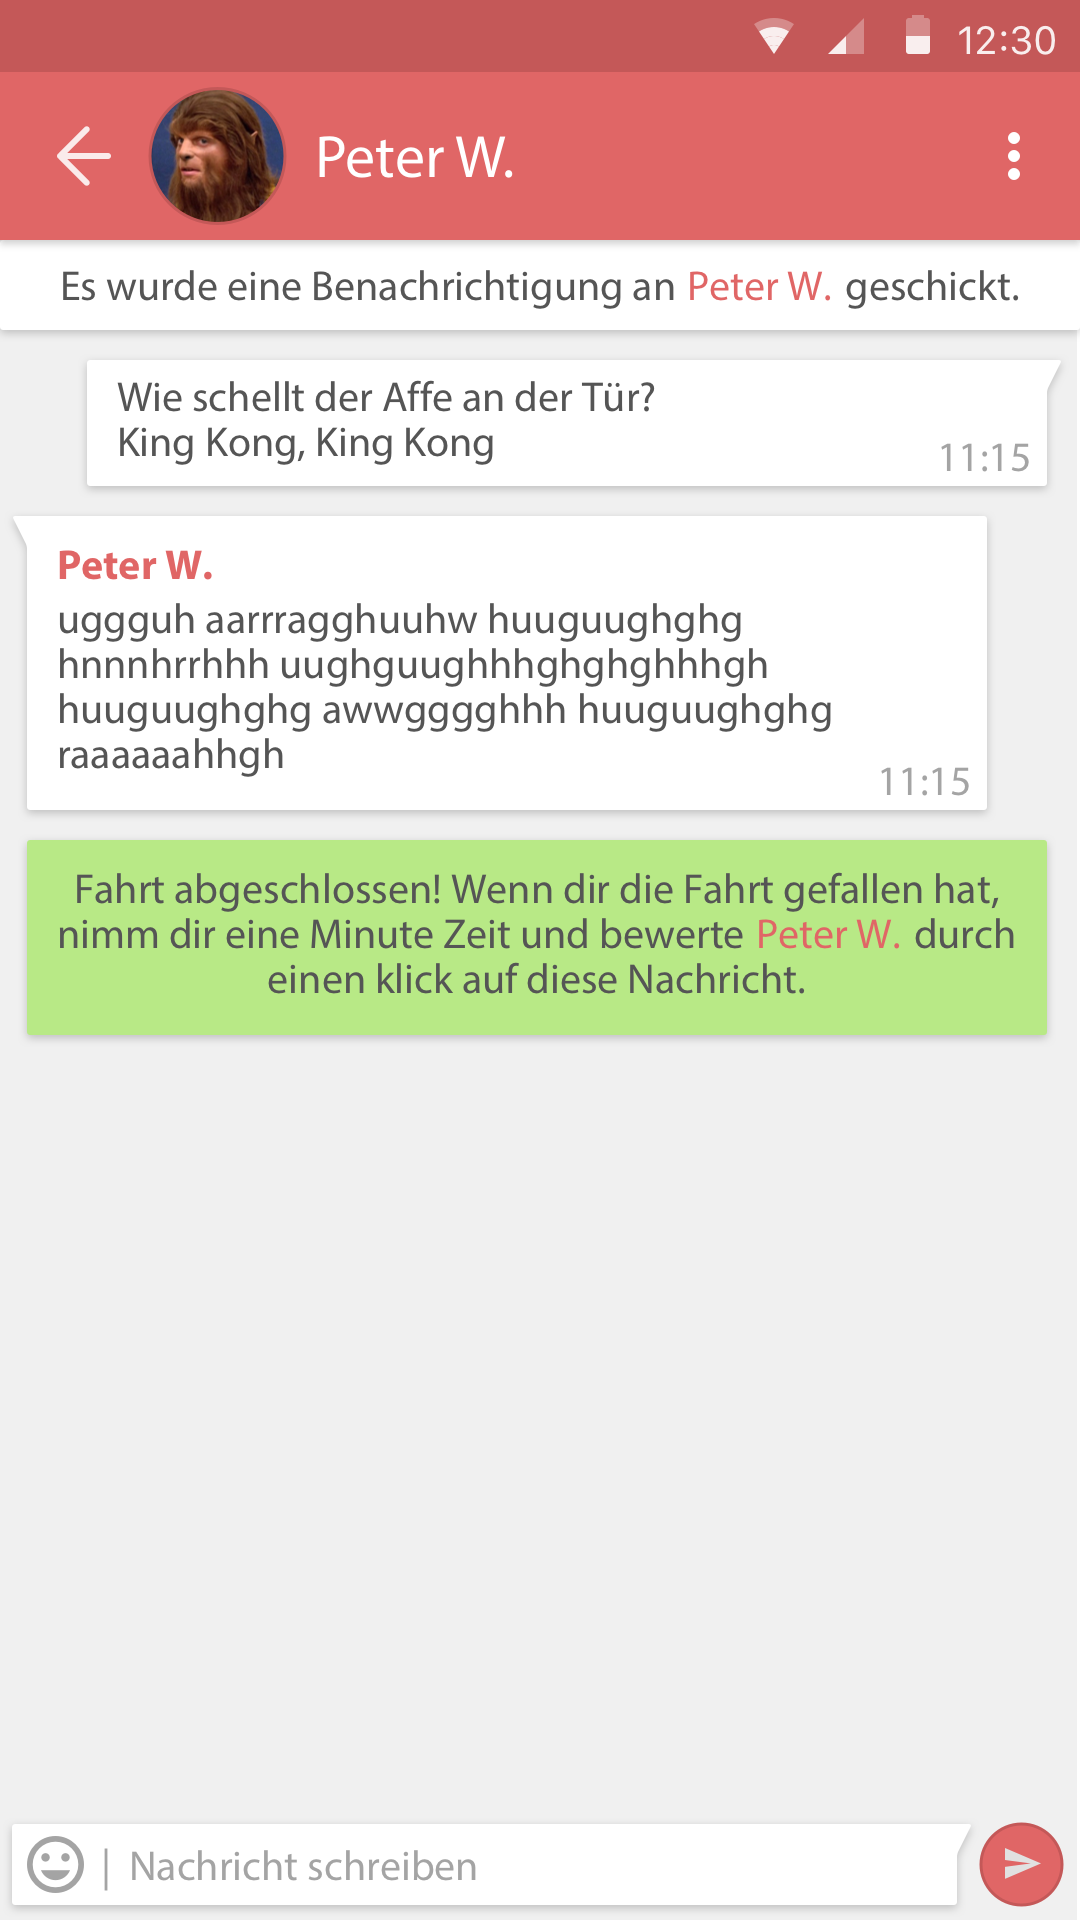 12:30
Peter W.
Es wurde eine Benachrichtigung an Peter W. geschickt.
Wie schellt der Affe an der Tür?
King Kong, King Kong
11:15
Peter W.
uggguh aarrragghuuhw huuguughghg
hnnnhrrhhh uughguughhhghghghhhgh
huuguughghg awwgggghhh huuguughghg
raaaaaahhgh
11:15
Fahrt abgeschlossen! Wenn dir die Fahrt gefallen hat,
nimm dir eine Minute Zeit und bewerte Peter W. durch
einen klick auf diese Nachricht.
Nachricht schreiben